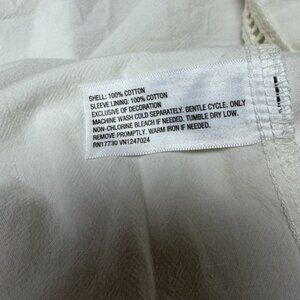 SHELL: 100% COTTON
SLEEVE LINING: 100% COTTON
EXCLUSIVE OF DECORATION
MACHINE WASH COLD SEPARATELY. GENTLE CYCLE. ONLY
NON-CHLORINE BLEACH IF NEEDED. TUMBLE DRY LOW.
REMOVE PROMPTLY. WARM IRON IF NEEDED.
RN17730 VN1247024